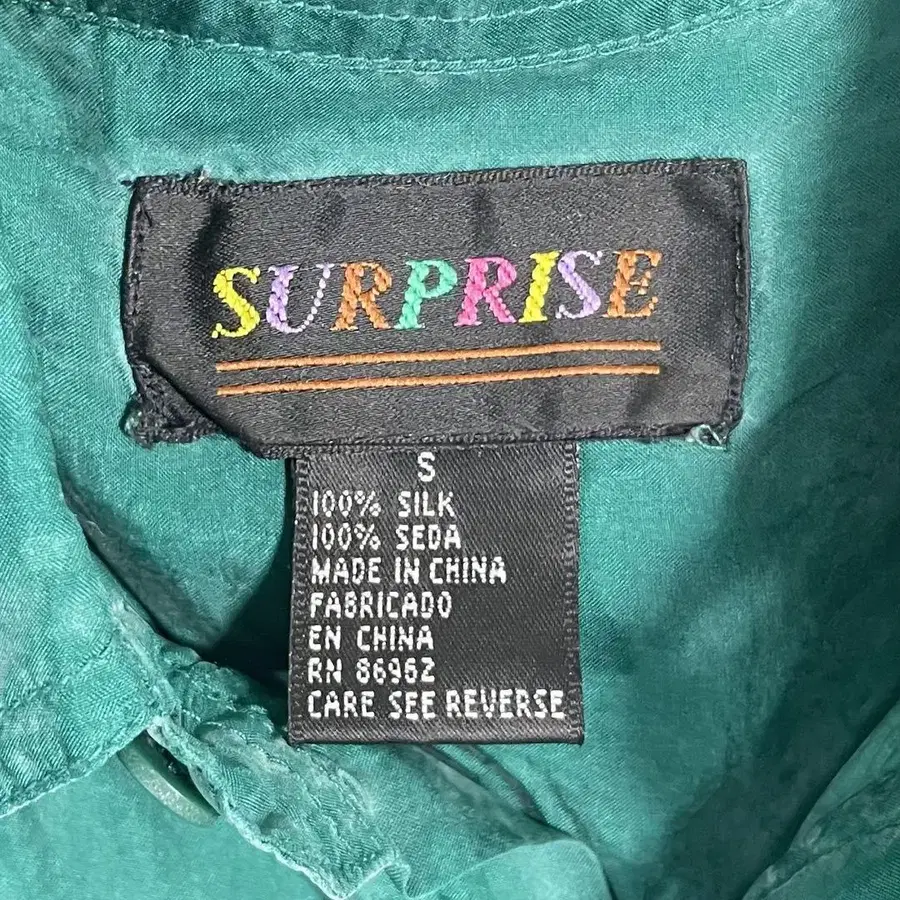 SURPRISE
S
100% SILK
100% SEDA
MADE IN CHINA
FABRICADO
EN CHINA
RN 86962
CARE SEE REVERSE